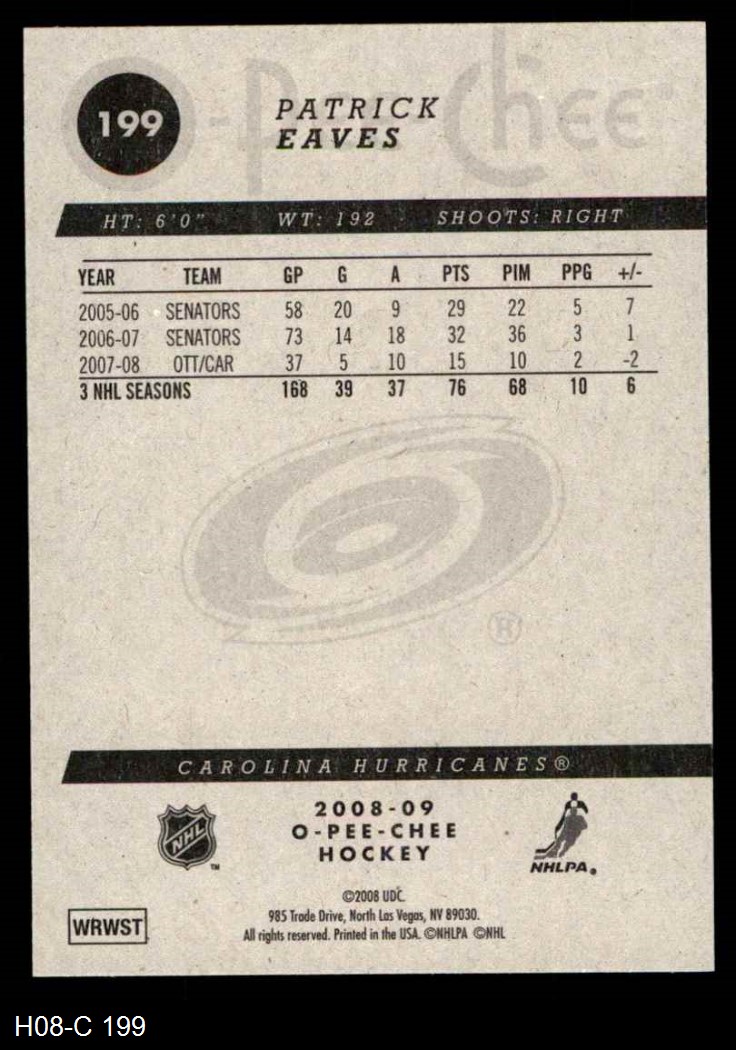 O-Pee-Chee®
199
PATRICK
EAVES
HT: 6'0" WT: 192 SHOOTS: RIGHT
YEAR TEAM GP G A PTS PIM PPG +/-
2005-06 SENATORS 58 20 9 29 22 5 7
2006-07 SENATORS 73 14 18 32 36 3 1
2007-08 OTT/CAR 37 5 10 15 10 2 -2
3 NHL SEASONS 168 39 37 76 68 10 6
®
CAROLINA HURRICANES®
NHL™
2008-09
O-PEE-CHEE
HOCKEY
NHLPA®
©2008 UDC.
985 Trade Drive, North Las Vegas, NV 89030.
All rights reserved. Printed in the USA. ©NHLPA ©NHL
WRWST
H08-C 199